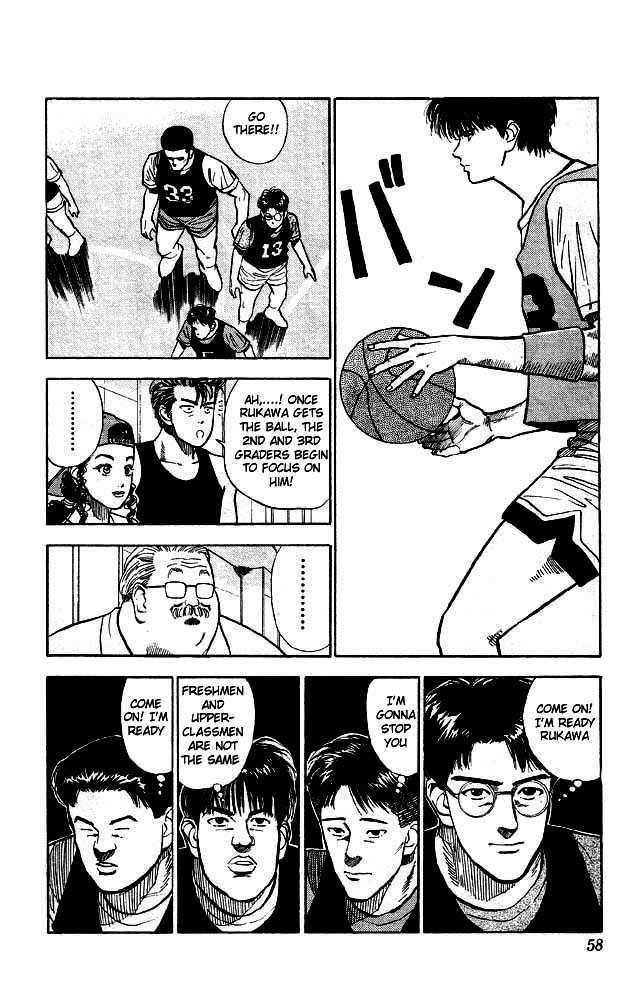 バン
GO
THERE!!
33
13
AH,....! ONCE
RUKAWA GETS
THE BALL, THE
2ND AND 3RD
GRADERS BEGIN
TO FOCUS ON
HIM!
.........
.........
COME
ON! I'M
READY
RUKAWA
I'M
GONNA
STOP
YOU
FRESHMEN
AND
UPPER-
CLASSMEN
ARE NOT
THE SAME
COME
ON! I'M
READY
58